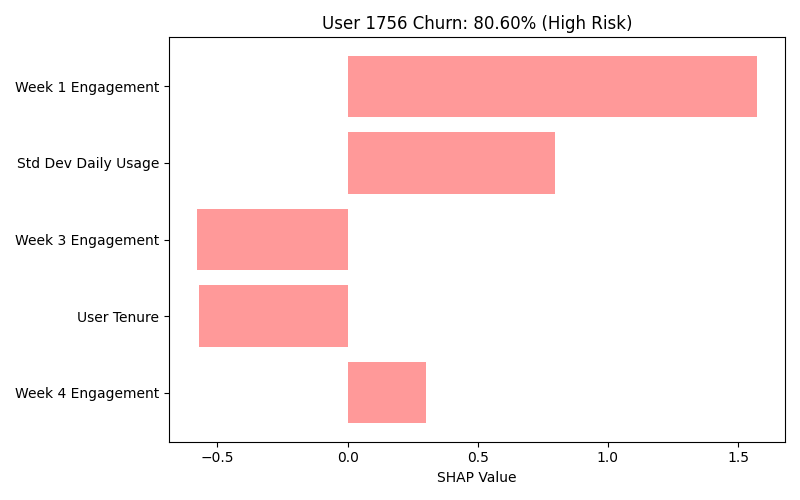 User 1756 Churn: 80.60% (High Risk)
Week 1 Engagement
Std Dev Daily Usage
Week 3 Engagement
User Tenure
Week 4 Engagement
−0.5 0.0 0.5 1.0 1.5
SHAP Value